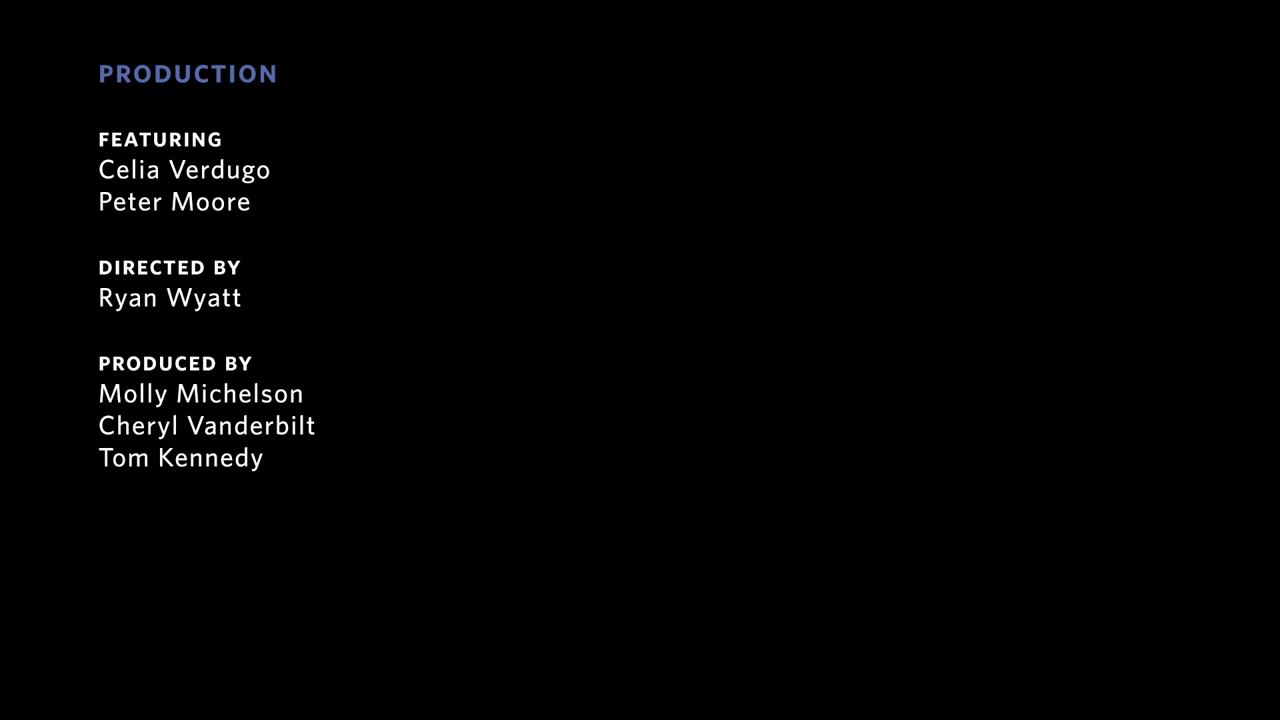 PRODUCTION
FEATURING
Celia Verdugo
Peter Moore
DIRECTED BY
Ryan Wyatt
PRODUCED BY
Molly Michelson
Cheryl Vanderbilt
Tom Kennedy